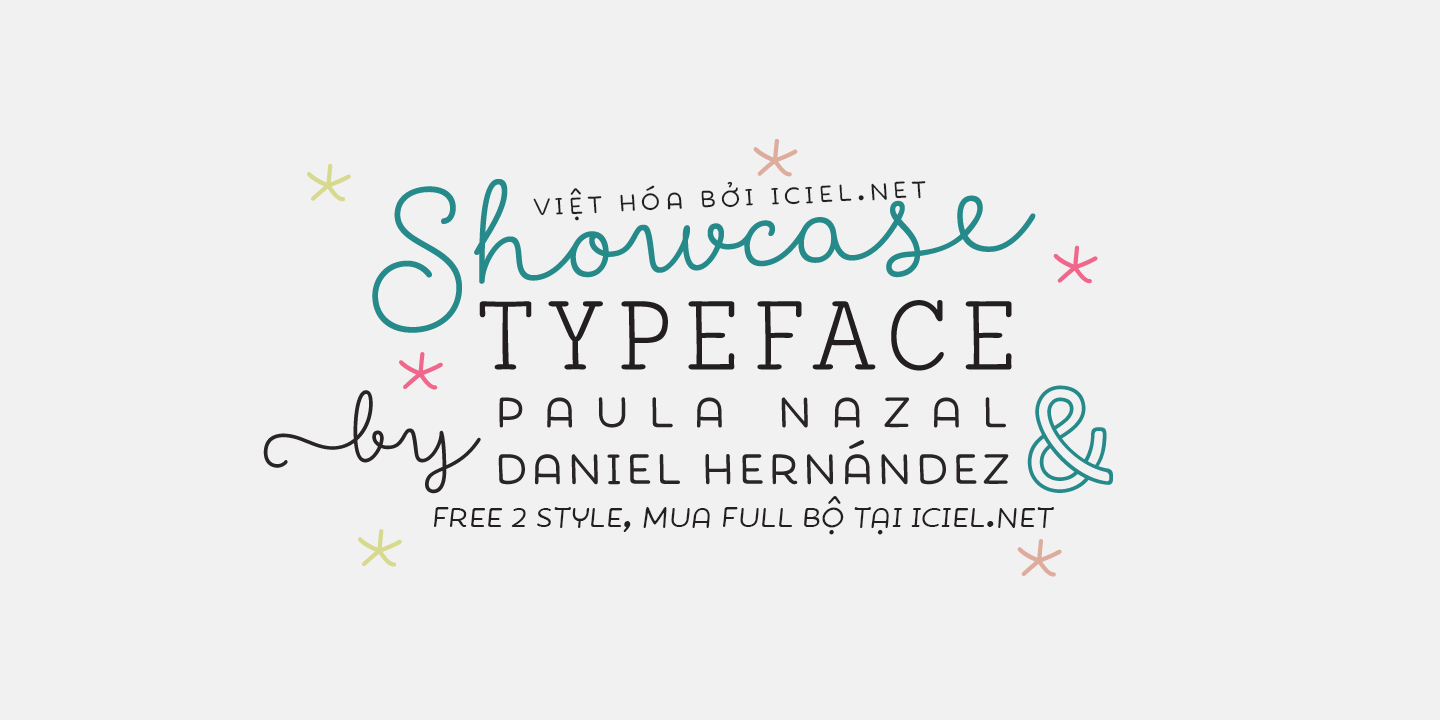 VIỆT HÓA BỞI ICIEL.NET
Showcase
TYPEFACE
by PAULA NAZAL &
DANIEL HERNÁNDEZ
FREE 2 STYLE, MUA FULL BỘ TẠI ICIEL.NET